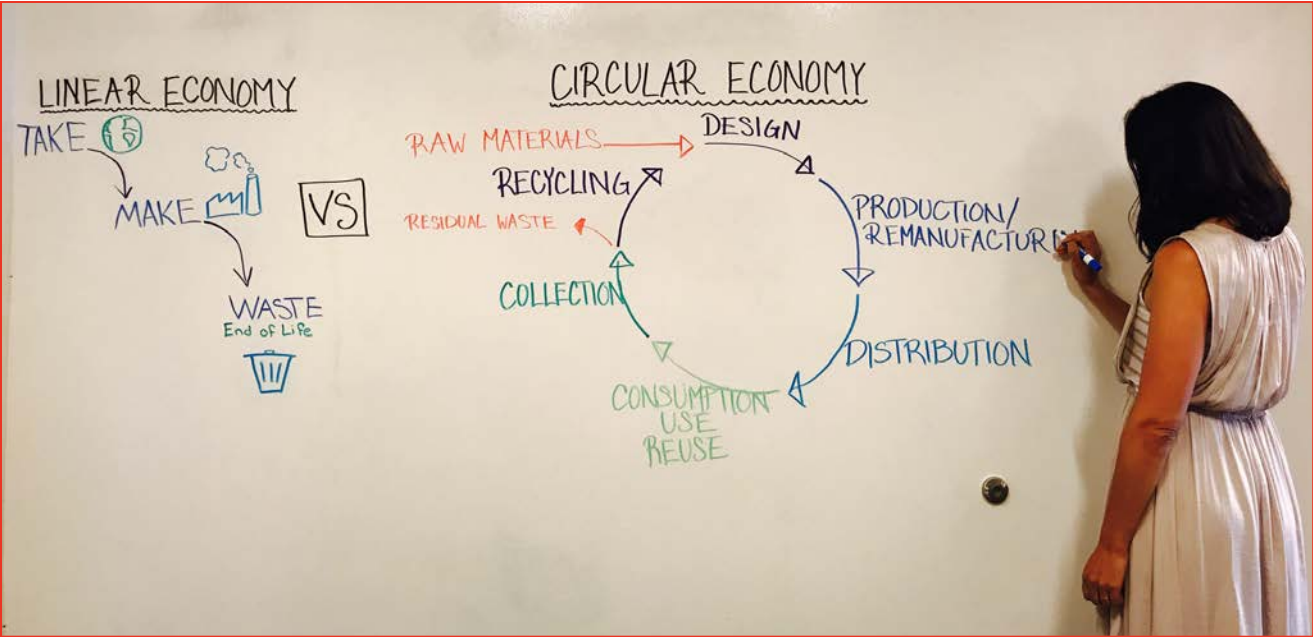 LINEAR ECONOMY
TAKE
MAKE
WASTE
End of Life
VS
CIRCULAR ECONOMY
RAW MATERIALS
DESIGN
PRODUCTION/
REMANUFACTURIN
DISTRIBUTION
CONSUMPTION
USE
REUSE
COLLECTION
RESIDUAL WASTE
RECYCLING